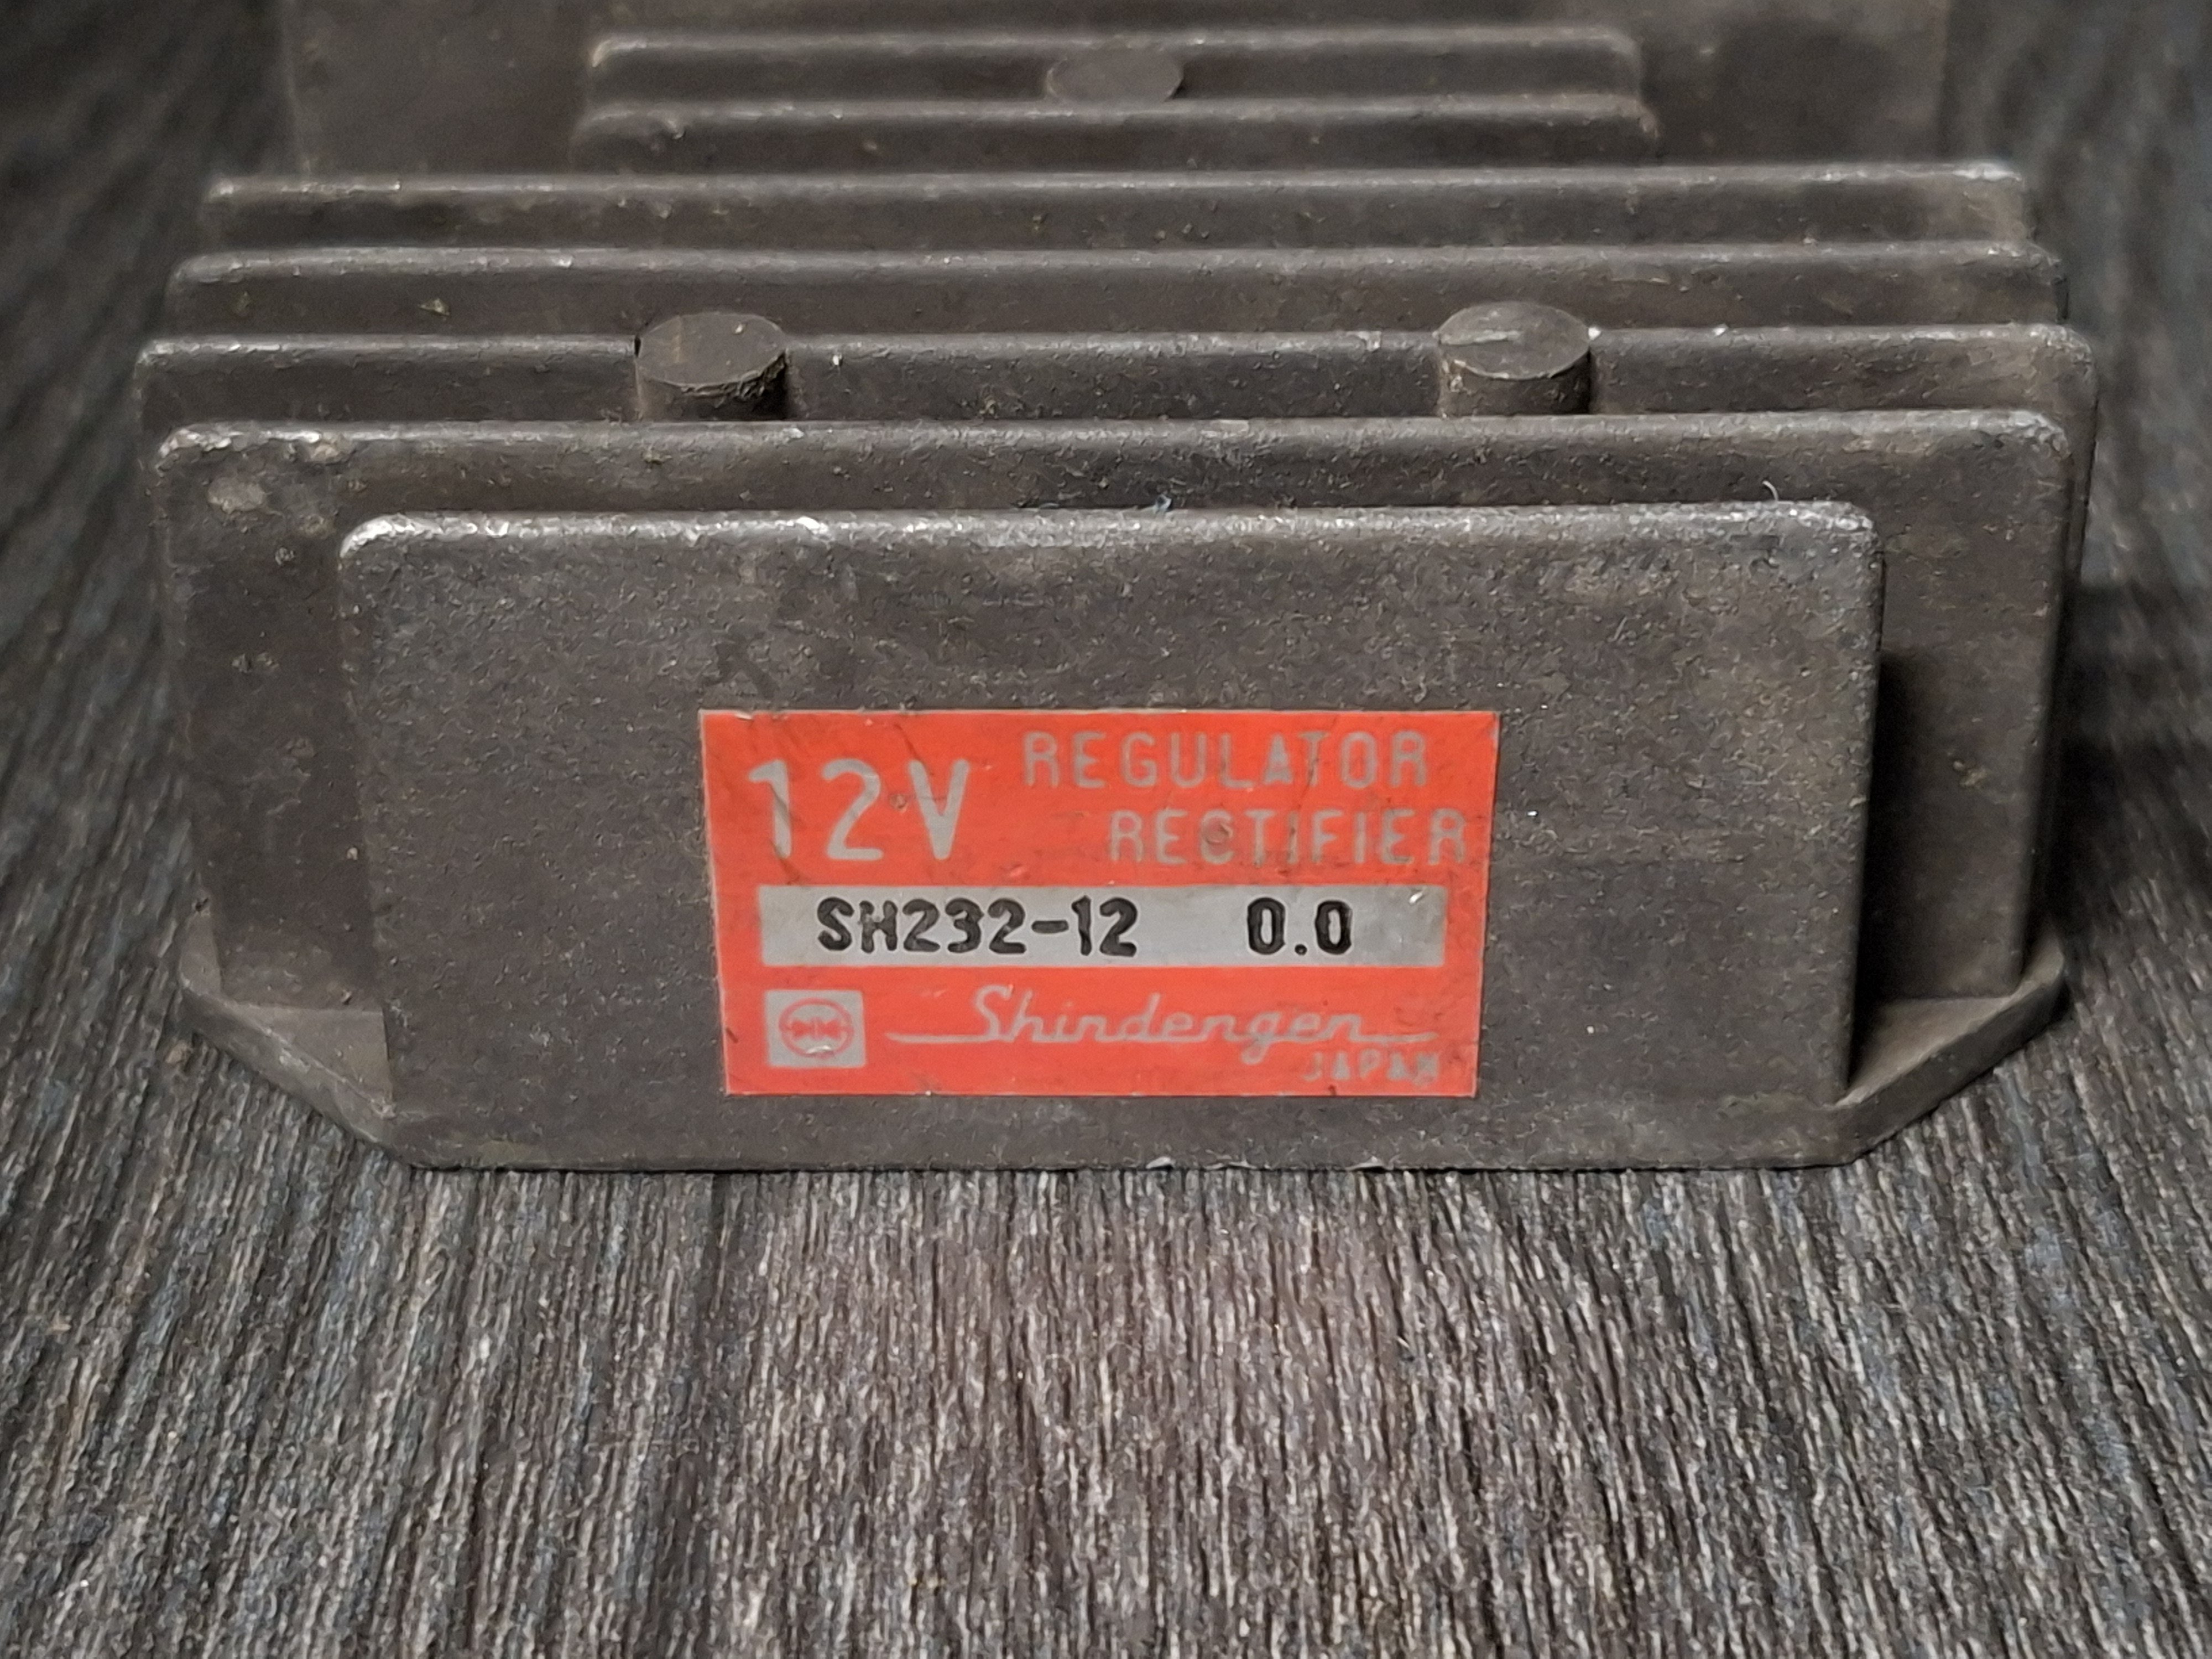 12V REGULATOR
RECTIFIER
SH232-12 0.0
Shindengen
JAPAN